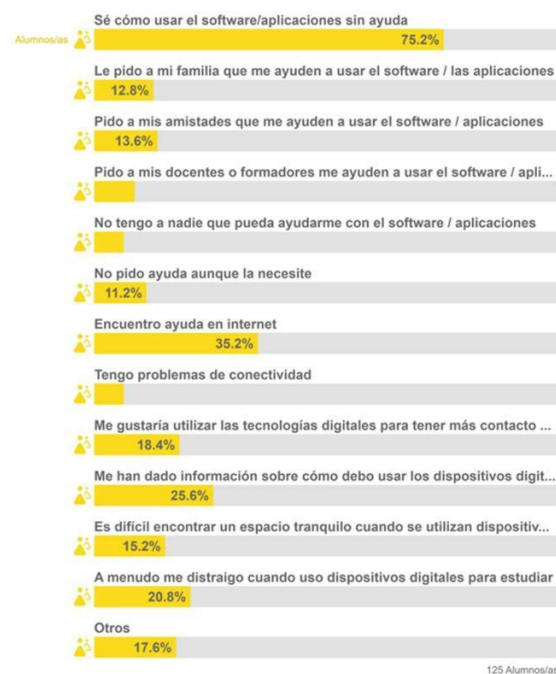 Sé cómo usar el software/aplicaciones sin ayuda
Alumnos/as
75.2%
Le pido a mi familia que me ayuden a usar el software / las aplicaciones
12.8%
Pido a mis amistades que me ayuden a usar el software / aplicaciones
13.6%
Pido a mis docentes o formadores me ayuden a usar el software / apli...
No tengo a nadie que pueda ayudarme con el software / aplicaciones
No pido ayuda aunque la necesite
11.2%
Encuentro ayuda en internet
35.2%
Tengo problemas de conectividad
Me gustaría utilizar las tecnologías digitales para tener más contacto ...
18.4%
Me han dado información sobre cómo debo usar los dispositivos digit...
25.6%
Es difícil encontrar un espacio tranquilo cuando se utilizan dispositiv...
15.2%
A menudo me distraigo cuando uso dispositivos digitales para estudiar
20.8%
Otros
17.6%
125 Alumnos/as